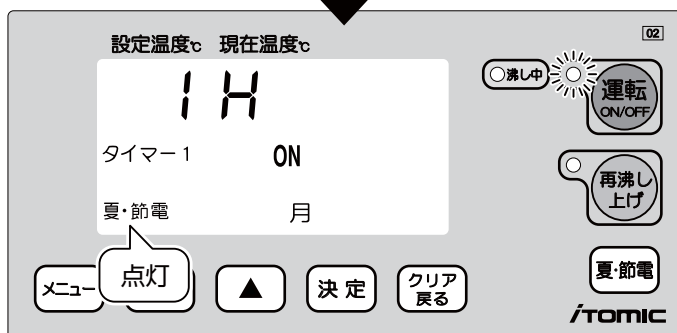 02
設定温度℃ 現在温度℃
1H
沸し中
運転
ON/OFF
タイマー1 ON
再沸し
上げ
夏・節電 月
点灯
メニュー
▲
決定
クリア
戻る
夏・節電
iTOMIC